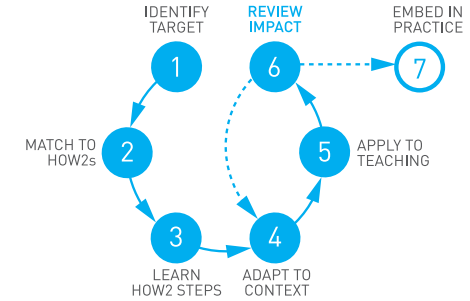 IDENTIFY
TARGET
1
REVIEW
IMPACT
6
EMBED IN
PRACTICE
7
MATCH TO
HOW2s
2
5
APPLY TO
TEACHING
3
LEARN
HOW2 STEPS
4
ADAPT TO
CONTEXT